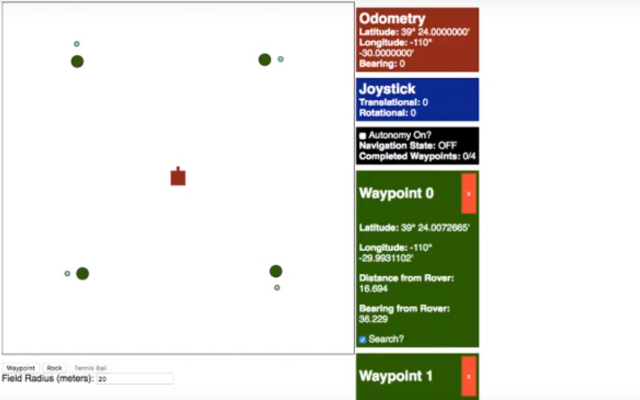 Odometry
Latitude: 39° 24.0000000'
Longitude: -110°
-30.0000000'
Bearing: 0
Joystick
Translational: 0
Rotational: 0
Autonomy On?
Navigation State: OFF
Completed Waypoints: 0/4
Waypoint 0
x
Latitude: 39° 24.0072665'
Longitude: -110°
-29.9931102'
Distance from Rover:
16.694
Bearing from Rover:
36.229
Search?
Waypoint 1
x
Waypoint Rock Tennis Ball
Field Radius (meters): 20